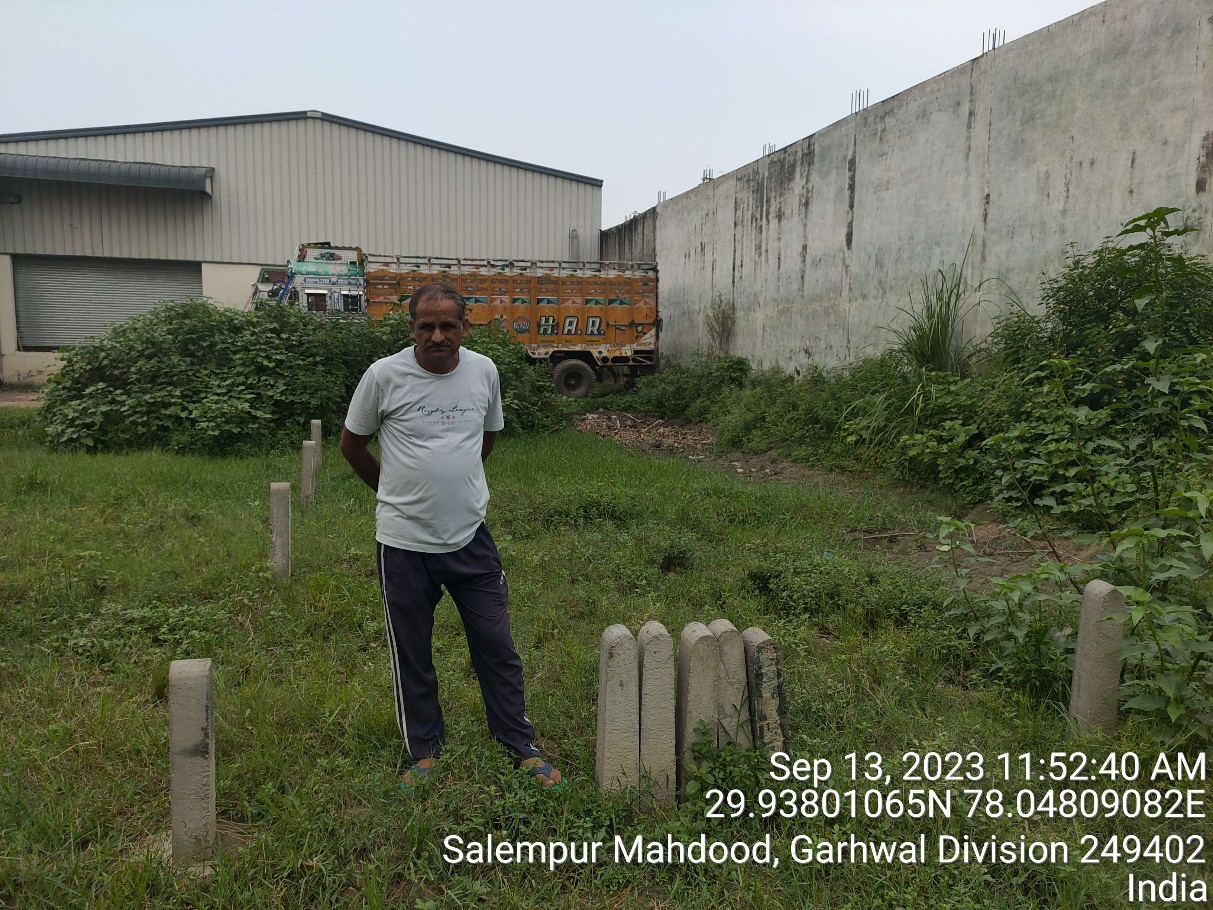 H.A.R.
Sep 13, 2023 11:52:40 AM
29.93801065N 78.04809082E
Salempur Mahdood, Garhwal Division 249402
India